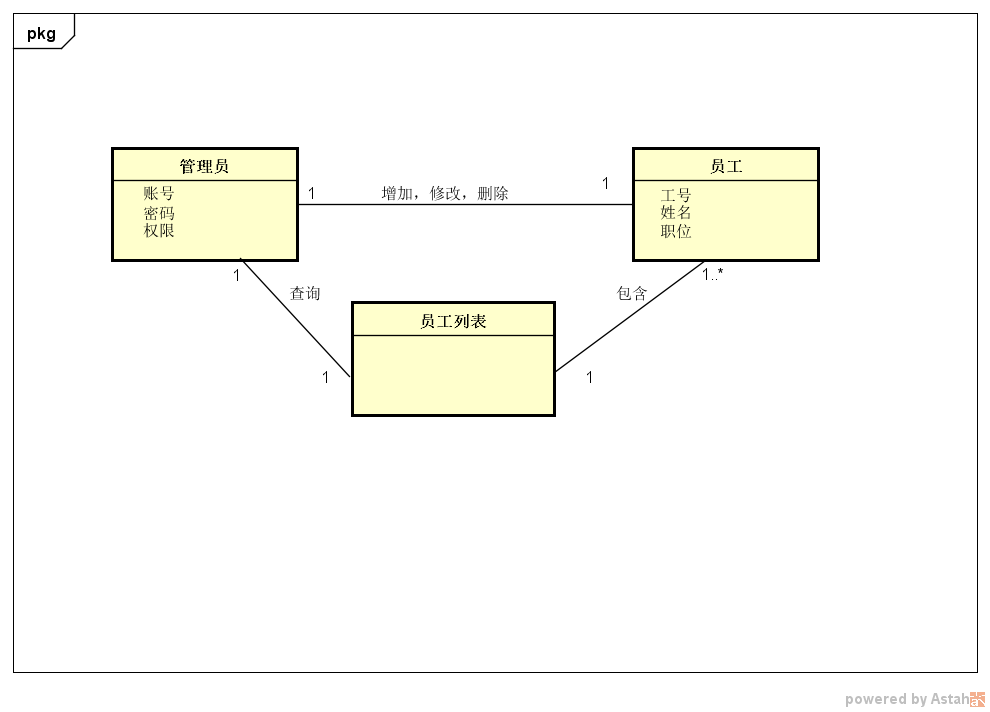 pkg
管理员
账号
密码
权限
1
增加，修改，删除
1
员工
工号
姓名
职位
1
查询
1
员工列表
包含
1..*
1
powered by Astah